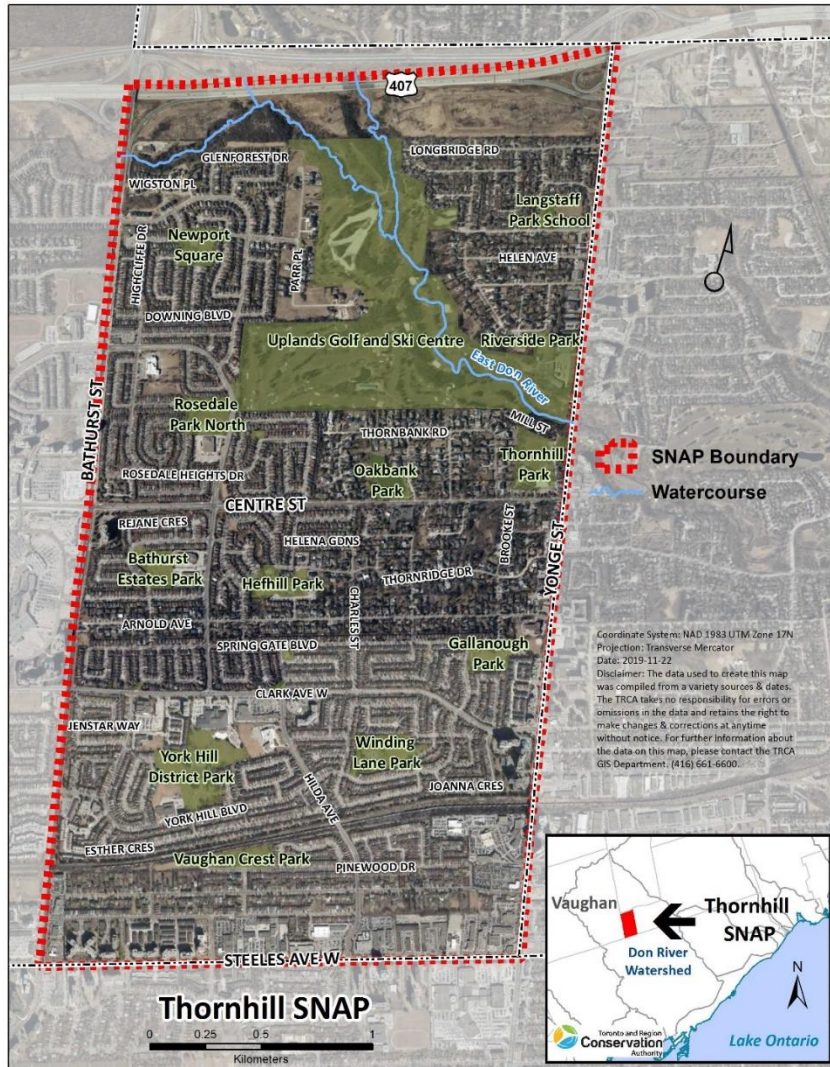 407
LONGBRIDGE RD
GLENFOREST DR
WIGSTON PL
Langstaff
Park School
Newport
Square
HIGHCLIFFE DR
PARR PL
HELEN AVE
DOWNING BLVD
Uplands Golf and Ski Centre
Riverside Park
East Don River
BATHURST ST
Rosedale
Park North
MILL ST
THORNBANK RD
Thornhill
Park
Oakbank
Park
ROSEDALE HEIGHTS DR
CENTRE ST
REJANE CRES
BROOKE ST
YONGE ST
HELENA GDNS
Bathurst
Estates Park
Hefhill Park
THORNRIDGE DR
CHARLES ST
ARNOLD AVE
SPRING GATE BLVD
Gallanough
Park
CLARK AVE W
JENSTAR WAY
York Hill
District Park
Winding
Lane Park
HILDA AVE
JOANNA CRES
YORK HILL BLVD
ESTHER CRES
Vaughan Crest Park
PINEWOOD DR
STEELES AVE W
SNAP Boundary
Watercourse
Coordinate System: NAD 1983 UTM Zone 17N
Projection: Transverse Mercator
Date: 2019-11-22
Disclaimer: The data used to create this map
was compiled from a variety sources & dates.
The TRCA takes no responsibility for errors or
omissions in the data and retains the right to
make changes & corrections at anytime
without notice. For further information about
the data on this map, please contact the TRCA
GIS Department. (416) 661-6600.
Thornhill SNAP
0 0.25 0.5 1
Kilometers
Vaughan
Thornhill
SNAP
Don River
Watershed
N
Lake Ontario
Toronto and Region
Conservation
Authority